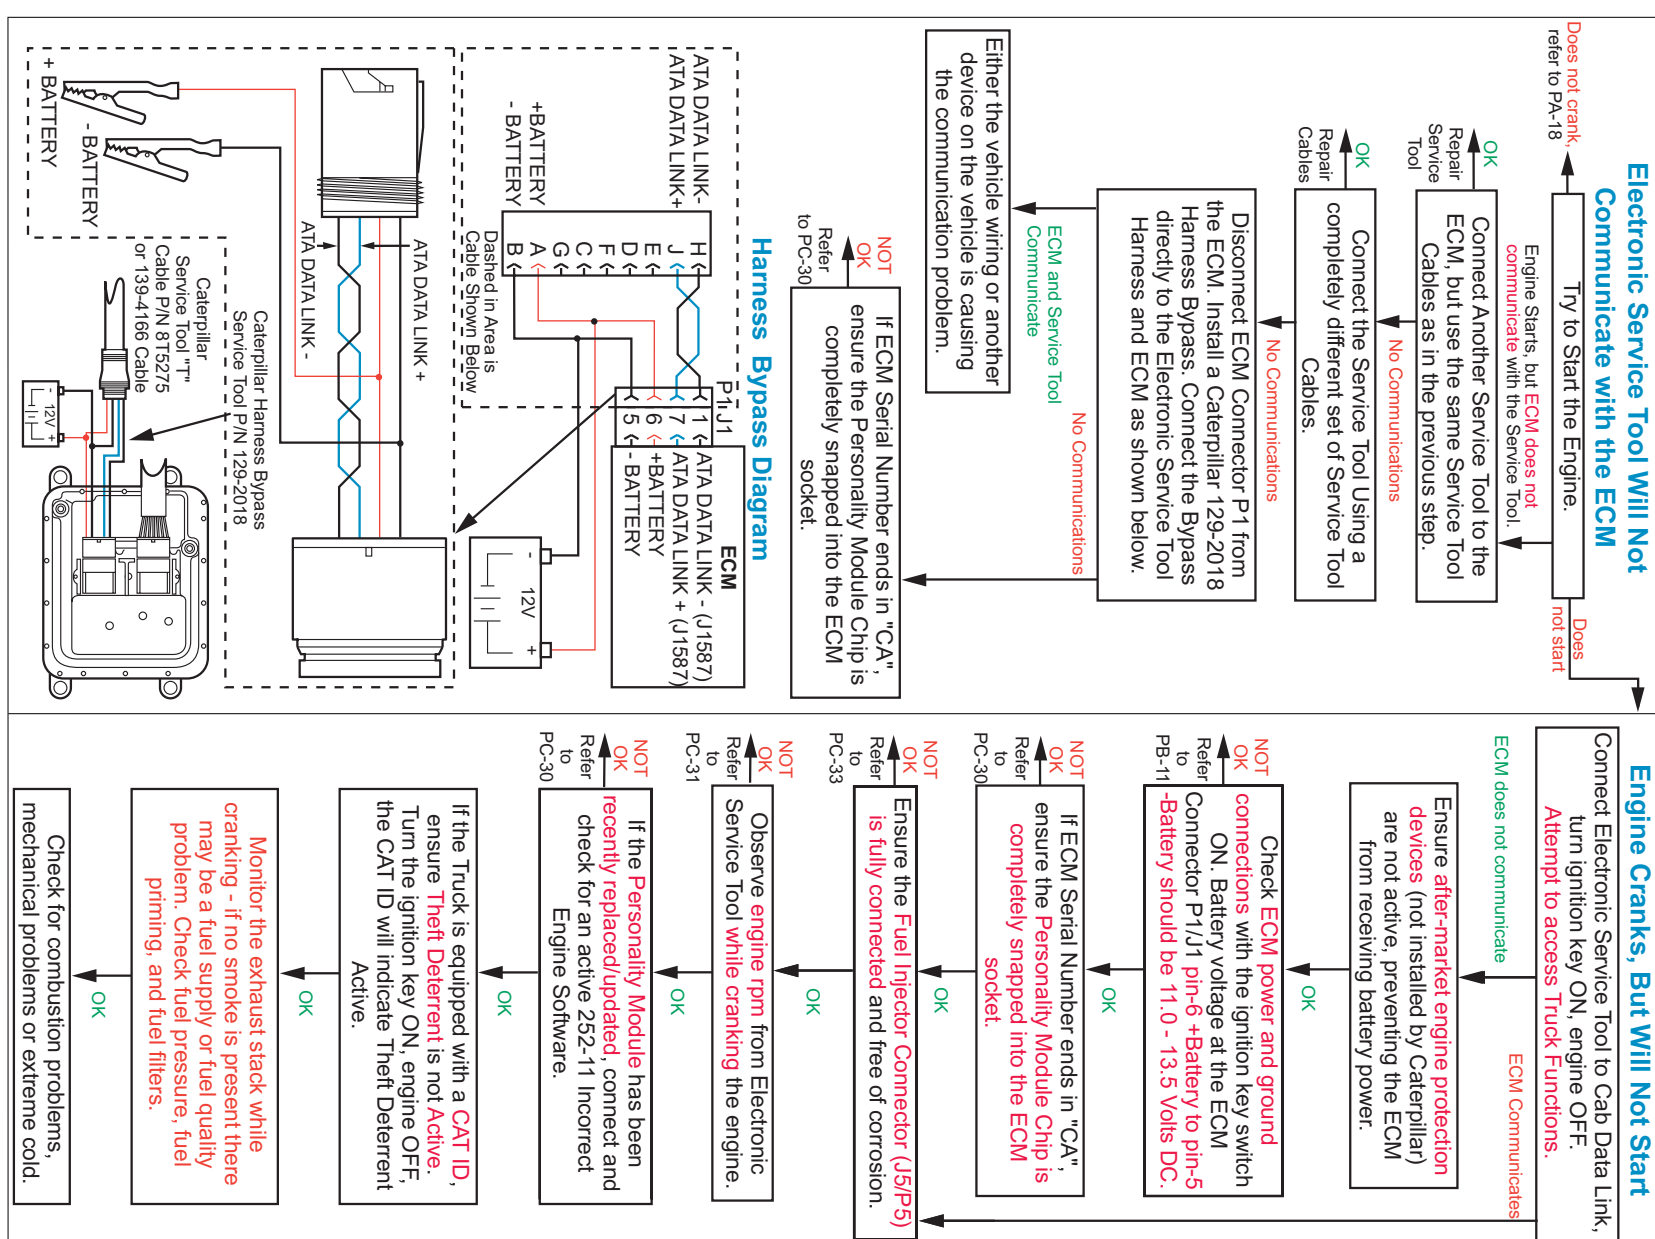 Electronic Service Tool Will Not
Communicate with the ECM
Try to Start the Engine.
Does not crank,
refer to PA-18
Does
not start
Engine Starts, but ECM does not
communicate with the Service Tool.
Connect Another Service Tool to the
ECM, but use the same Service Tool
Cables as in the previous step.
OK
Repair
Service
Tool
No Communications
Connect the Service Tool Using a
completely different set of Service Tool
Cables.
OK
Repair
Cables
No Communications
Disconnect ECM Connector P1 from
the ECM. Install a Caterpillar 129-2018
Harness Bypass. Connect the Bypass
directly to the Electronic Service Tool
Harness and ECM as shown below.
ECM and Service Tool
Communicate
No Communications
Either the vehicle wiring or another
device on the vehicle is causing
the communication problem.
If ECM Serial Number ends in "CA",
ensure the Personality Module Chip is
completely snapped into the ECM
socket.
NOT
OK
Refer
to PC-30
Harness Bypass Diagram
ATA DATA LINK-
ATA DATA LINK+
+BATTERY
- BATTERY
H
J
E
D
F
C
G
A
B
Dashed in Area is
Cable Shown Below
P1
J1
1
7
6
5
ECM
ATA DATA LINK - (J1587)
ATA DATA LINK + (J1587)
+BATTERY
- BATTERY
-
12V
+
ATA DATA LINK +
ATA DATA LINK -
+ BATTERY
- BATTERY
Caterpillar Harness Bypass
Service Tool P/N 129-2018
Caterpillar
Service Tool "T"
Cable P/N 8T5275
or 139-4166 Cable
-
12V
+
Engine Cranks, But Will Not Start
Connect Electronic Service Tool to Cab Data Link,
turn ignition key ON, engine OFF.
Attempt to access Truck Functions.
ECM does not communicate
ECM Communicates
Ensure after-market engine protection
devices (not installed by Caterpillar)
are not active, preventing the ECM
from receiving battery power.
OK
Check ECM power and ground
connections with the ignition key switch
ON. Battery voltage at the ECM
Connector P1/J1 pin-6 +Battery to pin-5
-Battery should be 11.0 - 13.5 Volts DC.
NOT
OK
Refer
to
PB-11
OK
If ECM Serial Number ends in "CA",
ensure the Personality Module Chip is
completely snapped into the ECM
socket.
NOT
OK
Refer
to
PC-30
OK
Ensure the Fuel Injector Connector (J5/P5)
is fully connected and free of corrosion.
NOT
OK
Refer
to
PC-33
OK
Observe engine rpm from Electronic
Service Tool while cranking the engine.
NOT
OK
Refer
to
PC-31
OK
If the Personality Module has been
recently replaced/updated, connect and
check for an active 252-11 Incorrect
Engine Software.
NOT
OK
Refer
to
PC-30
OK
If the Truck is equipped with a CAT ID,
ensure Theft Deterrent is not Active.
Turn the ignition key ON, engine OFF,
the CAT ID will indicate Theft Deterrent
Active.
OK
Monitor the exhaust stack while
cranking - if no smoke is present there
may be a fuel supply or fuel quality
problem. Check fuel pressure, fuel
priming, and fuel filters.
OK
Check for combustion problems,
mechanical problems or extreme cold.